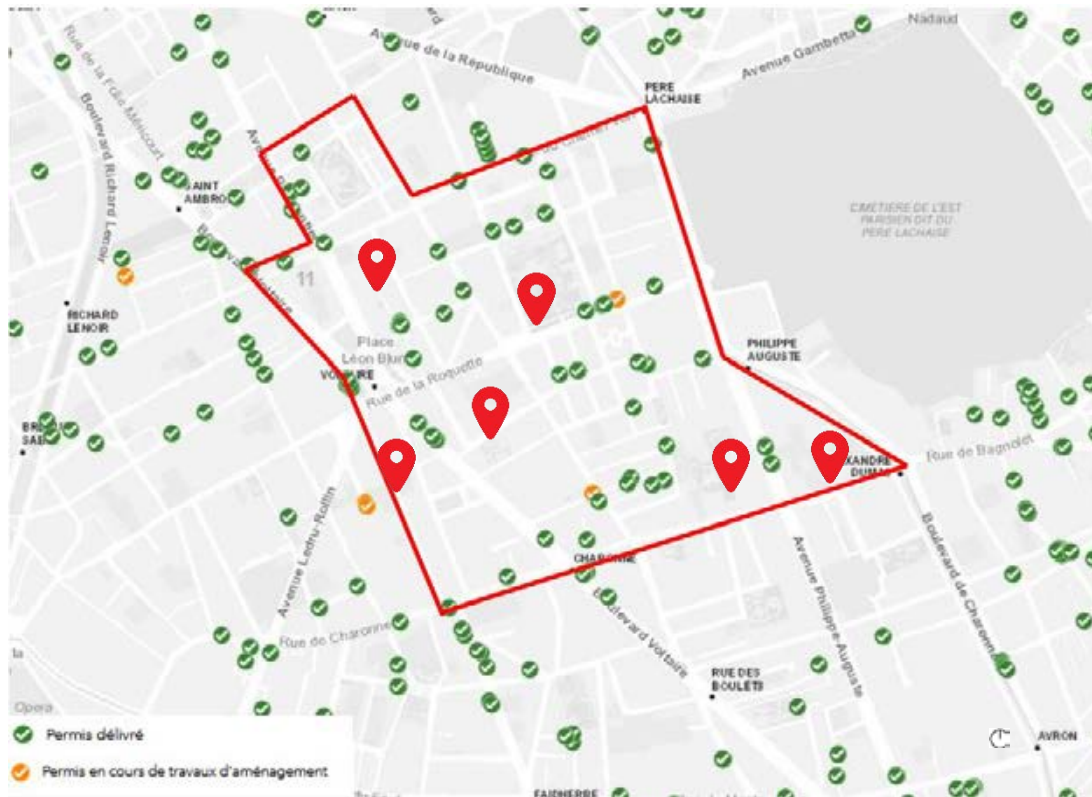 Nadaud
Avenue de la République
Avenue Gambetta
PERE
LACHAISE
Rue de la Folie Méricourt
Boulevard Richard Lenoir
SAINT
CIMETIERE DE L'EST
PARISIEN DIT DU
PERE LACHAISE
11
RICHARD
LENOIR
Place
Léon Blum
PHILIPPE
AUGUSTE
Rue de la Roquette
Rue de Bagnolet
Avenue Ledru-Rollin
CHARONNE
Boulevard Voltaire
Avenue Philippe-Auguste
Boulevard de Charonne
Rue de Charonne
RUE DES
BOULETS
la
Opera
AVRON
Permis délivré
Permis en cours de travaux d'aménagement